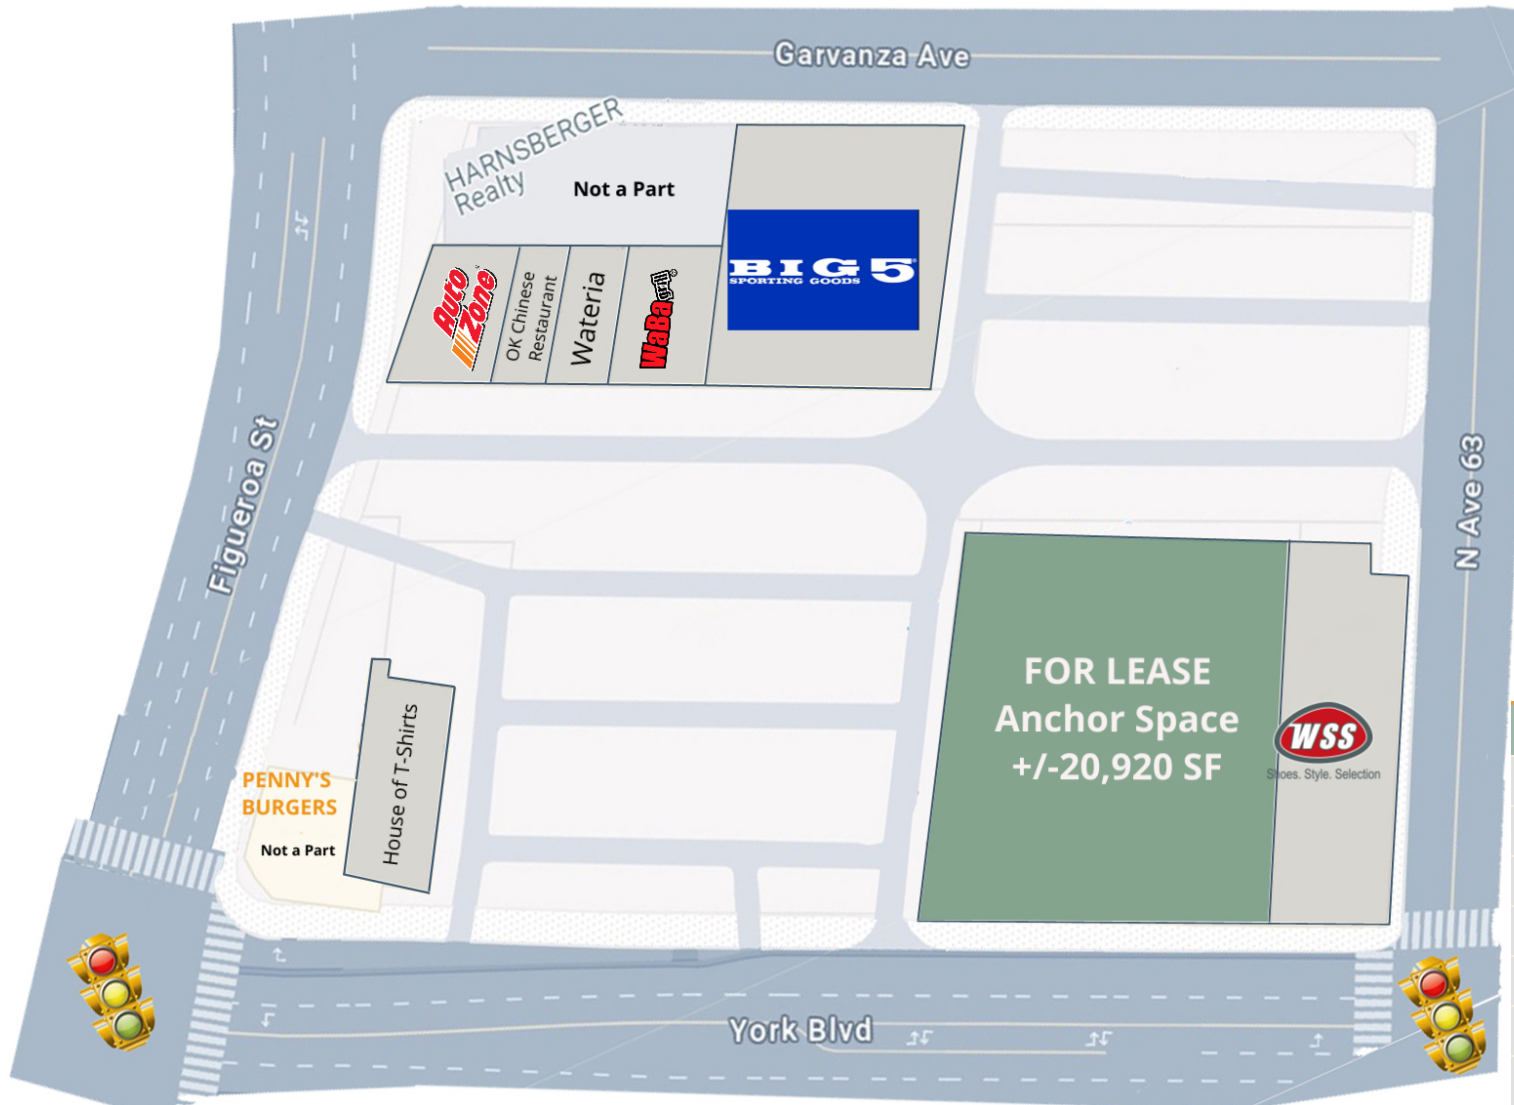 Garvanza Ave
HARNSBERGER
Realty
Not a Part
BIG 5
SPORTING GOODS
Auto
Zone
OK Chinese
Restaurant
Wateria
WaBa grill
Figueroa St
N Ave 63
FOR LEASE
Anchor Space
+/-20,920 SF
WSS
Shoes. Style. Selection
House of T-Shirts
PENNY'S
BURGERS
Not a Part
York Blvd